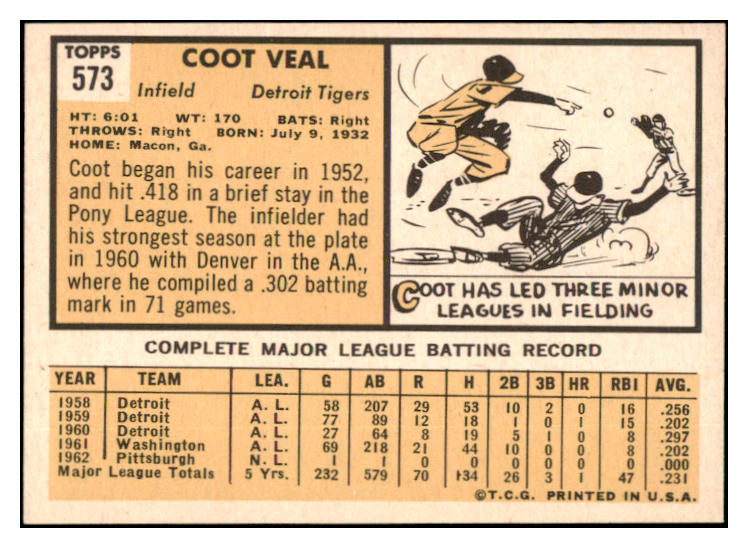 TOPPS
573
COOT VEAL
Infield Detroit Tigers
HT: 6:01 WT: 170 BATS: Right
THROWS: Right BORN: July 9, 1932
HOME: Macon, Ga.
Coot began his career in 1952,
and hit .418 in a brief stay in the
Pony League. The infielder had
his strongest season at the plate
in 1960 with Denver in the A.A.,
where he compiled a .302 batting
mark in 71 games.
COOT HAS LED THREE MINOR
LEAGUES IN FIELDING
COMPLETE MAJOR LEAGUE BATTING RECORD
YEAR TEAM LEA. G AB R H 2B 3B HR RBI AVG.
1958 Detroit A. L. 58 207 29 53 10 2 0 16 .256
1959 Detroit A. L. 77 89 12 18 1 0 1 15 .202
1960 Detroit A. L. 27 64 8 19 5 1 0 8 .297
1961 Washington A. L. 69 218 21 44 10 0 0 8 .202
1962 Pittsburgh N. L. 1 1 0 0 0 0 0 0 .000
Major League Totals 5 Yrs. 232 579 70 134 26 3 1 47 .231
©T.C.G. PRINTED IN U.S.A.